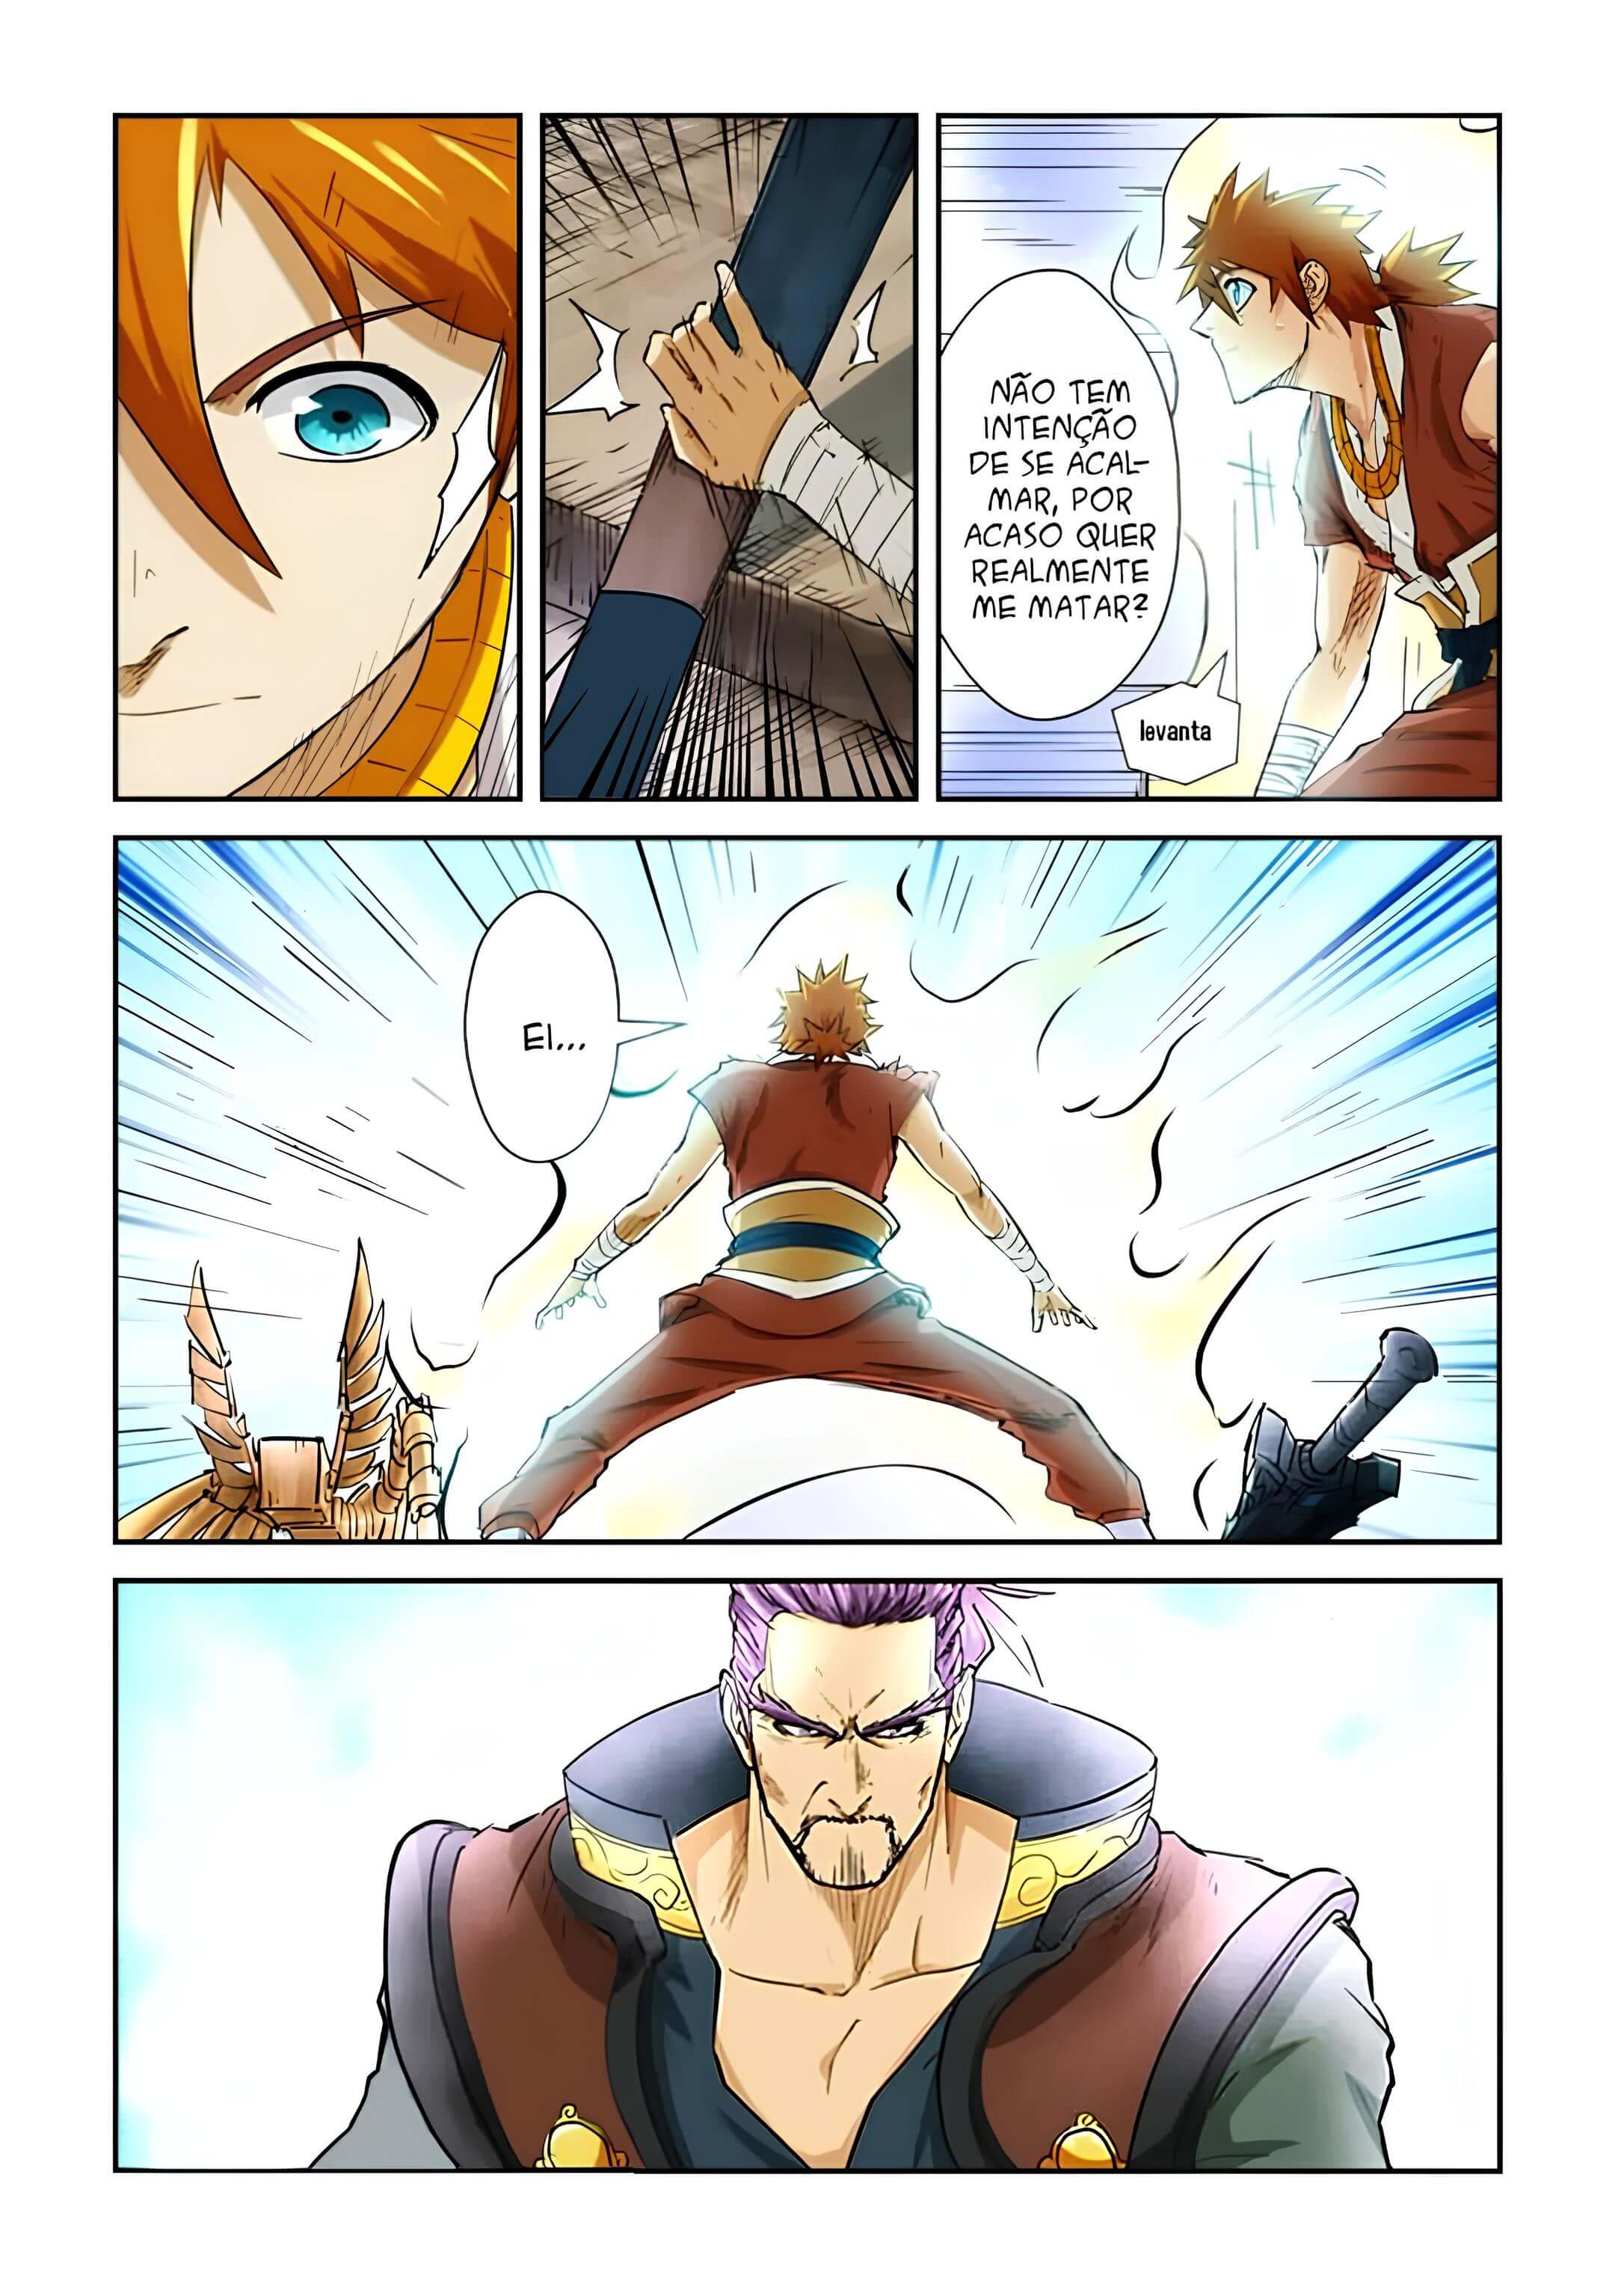 NÃO TEM
INTENÇÃO
DE SE ACAL-
MAR, POR
ACASO QUER
REALMENTE
ME MATAR?
levanta
EI...